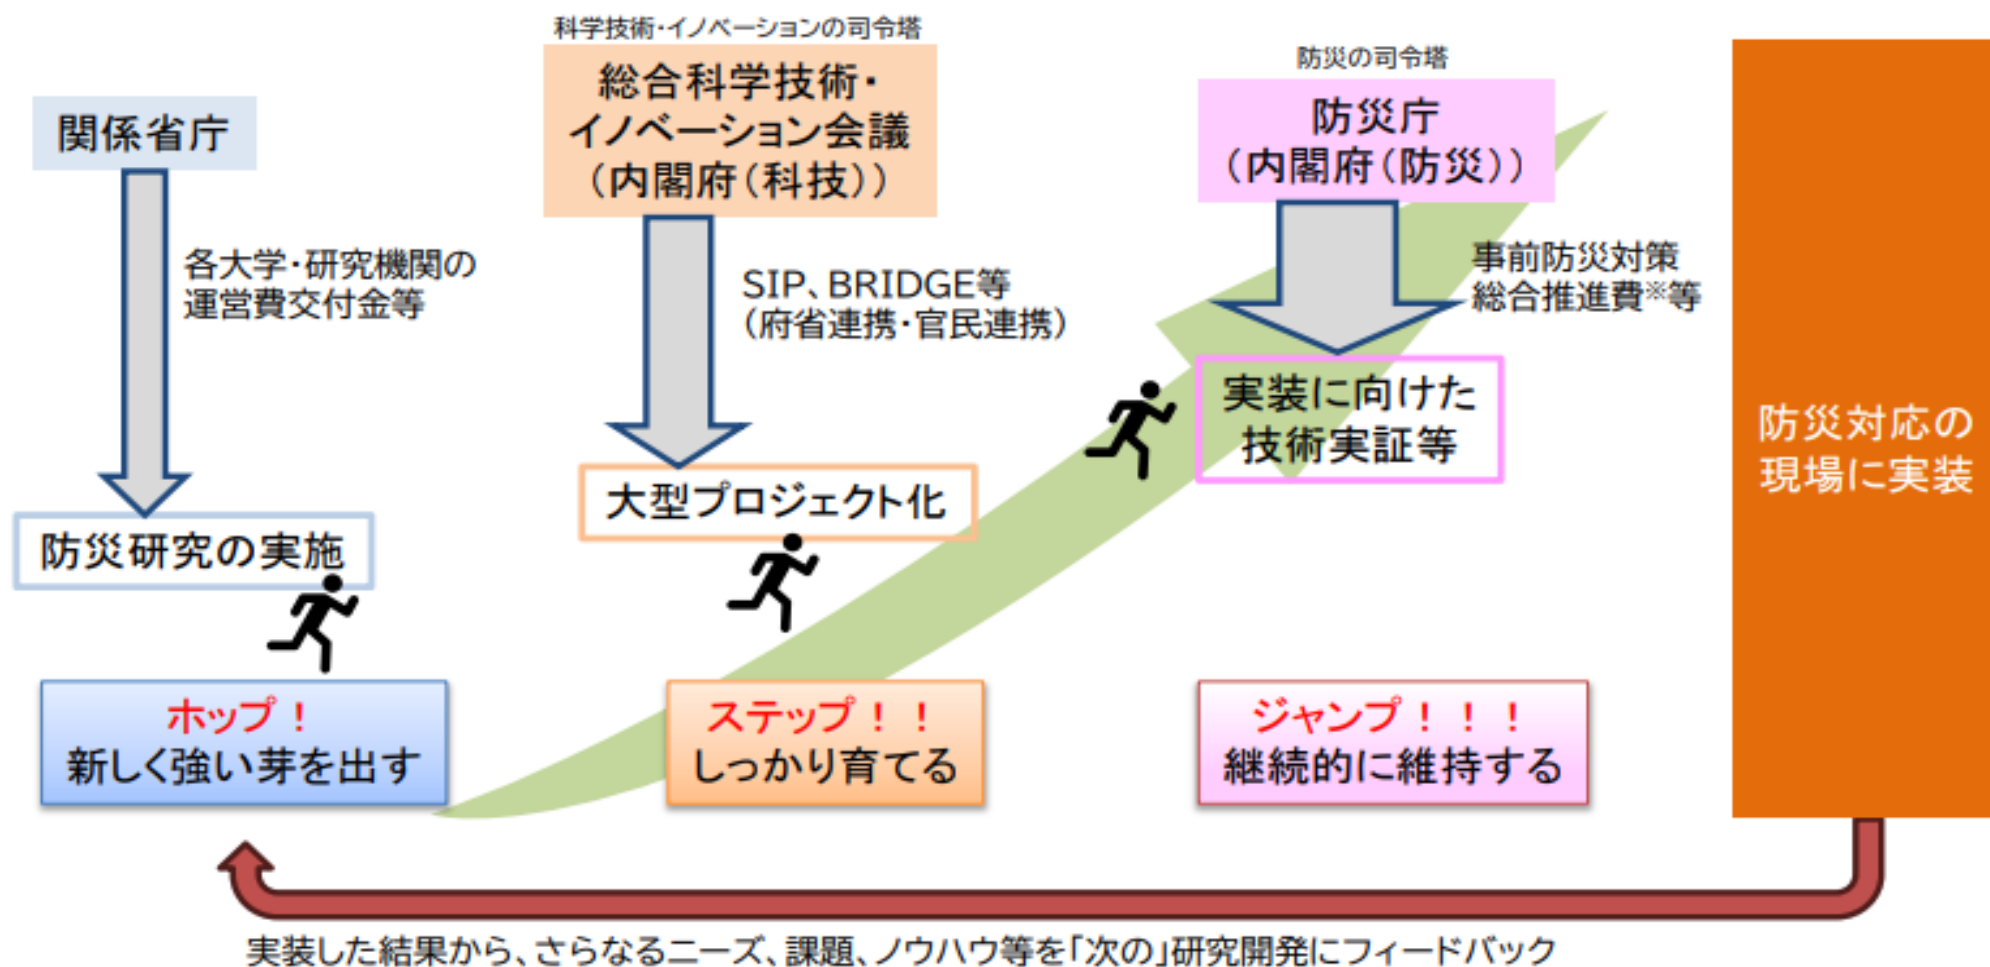 科学技術・イノベーションの司令塔
総合科学技術・
イノベーション会議
（内閣府（科技））
防災の司令塔
防災庁
（内閣府（防災））
関係省庁
各大学・研究機関の
運営費交付金等
SIP、BRIDGE等
（府省連携・官民連携）
事前防災対策
総合推進費※等
防災研究の実施
大型プロジェクト化
実装に向けた
技術実証等
防災対応の
現場に実装
ホップ！
新しく強い芽を出す
ステップ！！
しっかり育てる
ジャンプ！！！
継続的に維持する
実装した結果から、さらなるニーズ、課題、ノウハウ等を「次の」研究開発にフィードバック